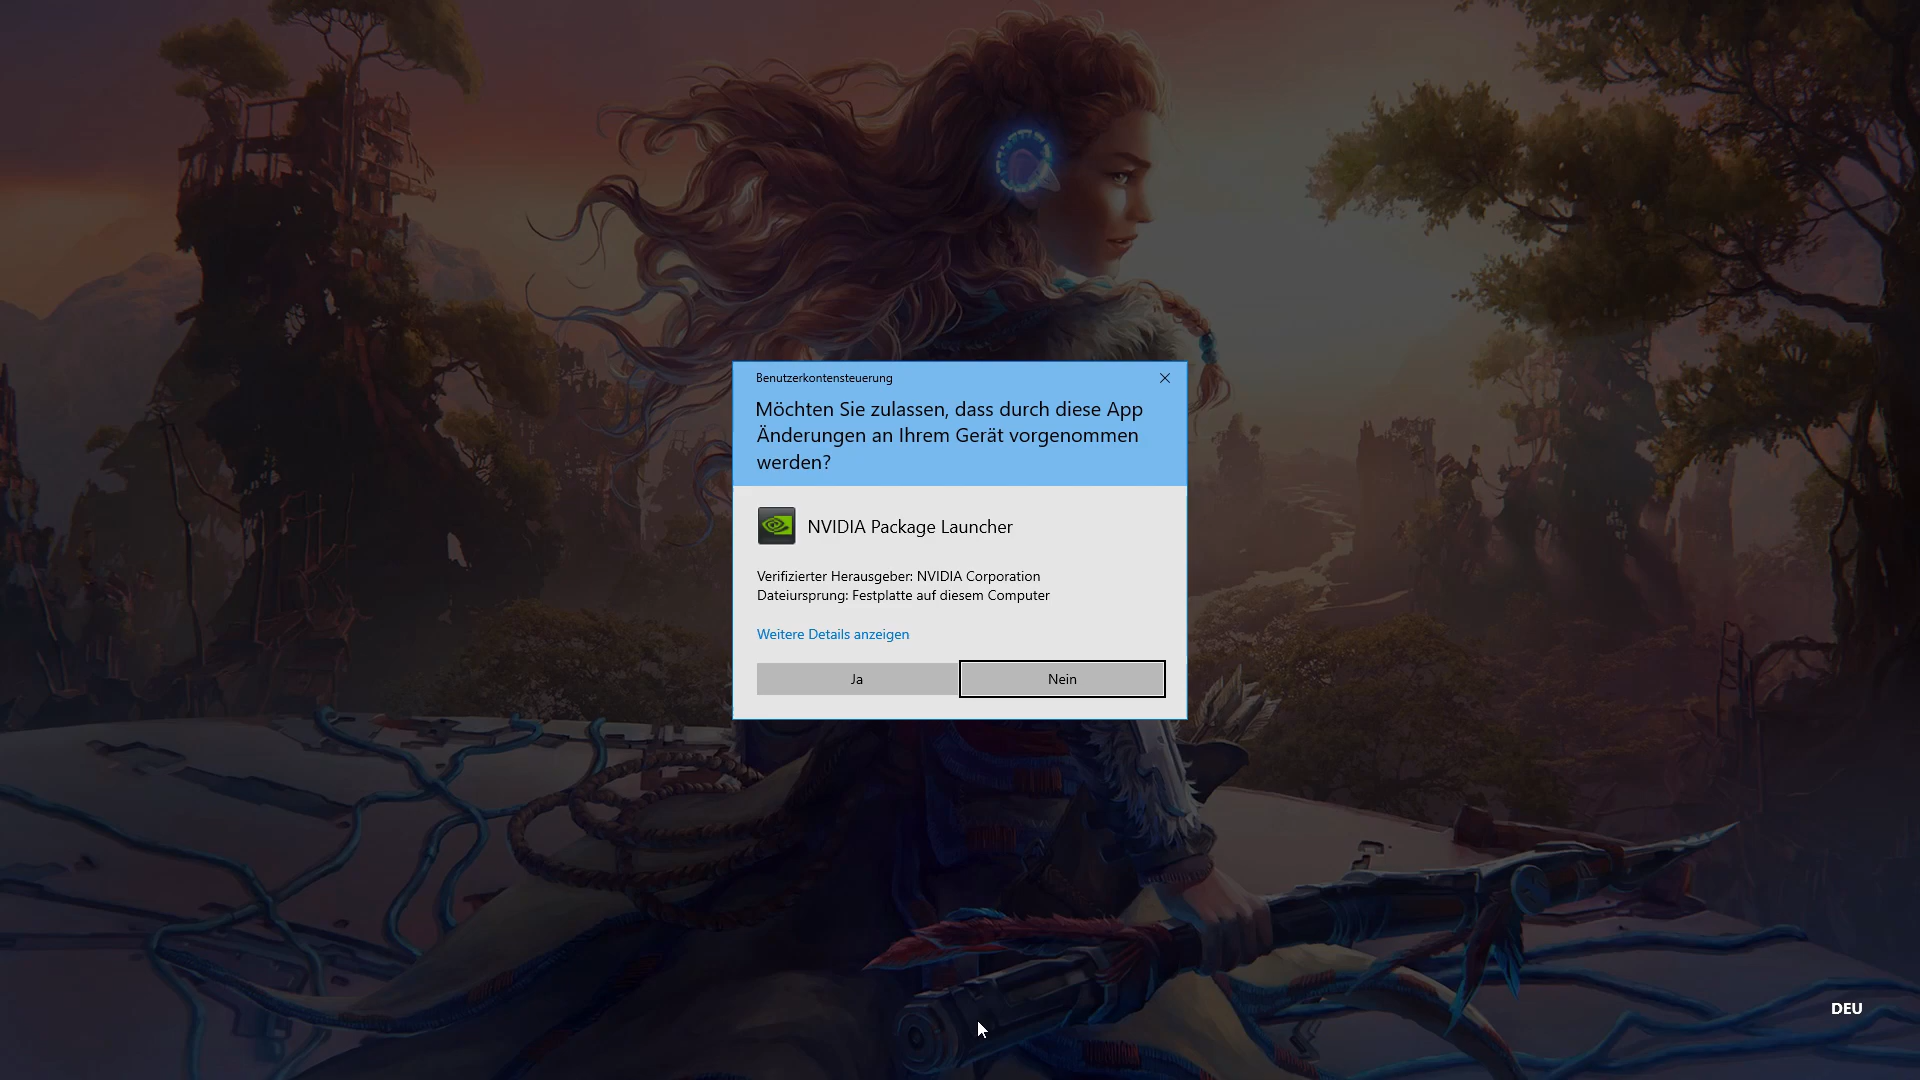 Benutzerkontensteuerung
Möchten Sie zulassen, dass durch diese App
Änderungen an Ihrem Gerät vorgenommen
werden?
NVIDIA Package Launcher
Verifizierter Herausgeber: NVIDIA Corporation
Dateiursprung: Festplatte auf diesem Computer
Weitere Details anzeigen
Ja Nein
DEU